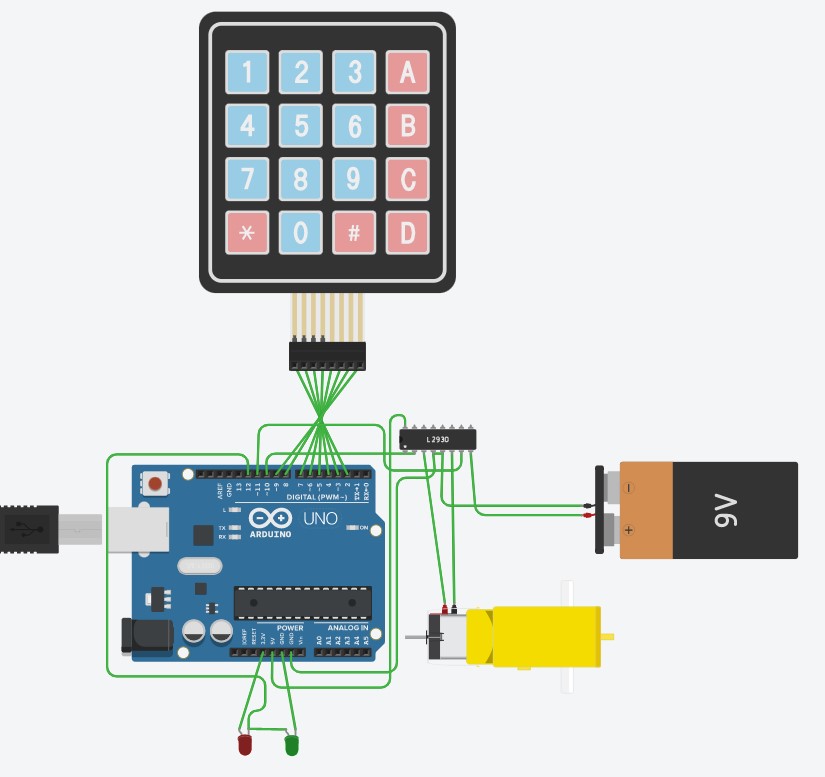 1 2 3 A
4 5 6 B
7 8 9 C
* 0 # D
L293D
9V
-
+
AREF
GND
13
12
~11
~10
~9
8
7
~6
~5
4
~3
2
TX→1
RX←0
DIGITAL (PWM~)
L
TX
RX
UNO
ON
ARDUINO
POWER
ANALOG IN
IOREF
RESET
3.3V
5V
GND
GND
Vin
A0
A1
A2
A3
A4
A5